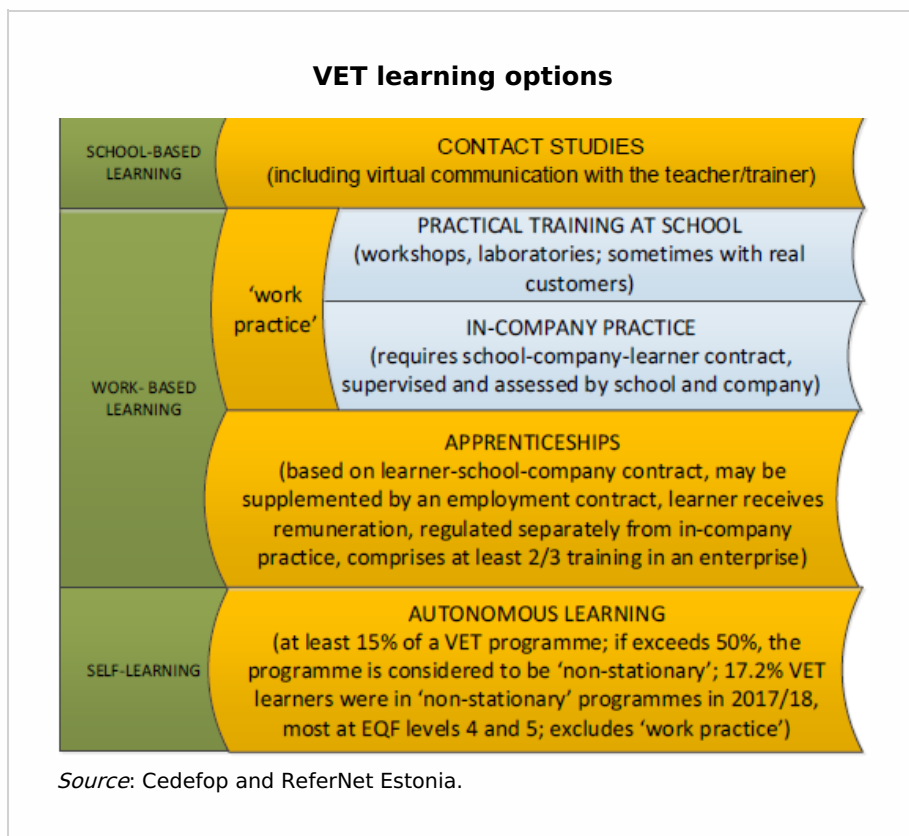 VET learning options
SCHOOL-BASED
LEARNING
CONTACT STUDIES
(including virtual communication with the teacher/trainer)
WORK- BASED
LEARNING
‘work
practice’
PRACTICAL TRAINING AT SCHOOL
(workshops, laboratories; sometimes with real
customers)
IN-COMPANY PRACTICE
(requires school-company-learner contract,
supervised and assessed by school and company)
APPRENTICESHIPS
(based on learner-school-company contract, may be
supplemented by an employment contract, learner receives
remuneration, regulated separately from in-company
practice, comprises at least 2/3 training in an enterprise)
SELF-LEARNING
AUTONOMOUS LEARNING
(at least 15% of a VET programme; if exceeds 50%, the
programme is considered to be ‘non-stationary’; 17.2% VET
learners were in ‘non-stationary’ programmes in 2017/18,
most at EQF levels 4 and 5; excludes ‘work practice’)
Source: Cedefop and ReferNet Estonia.